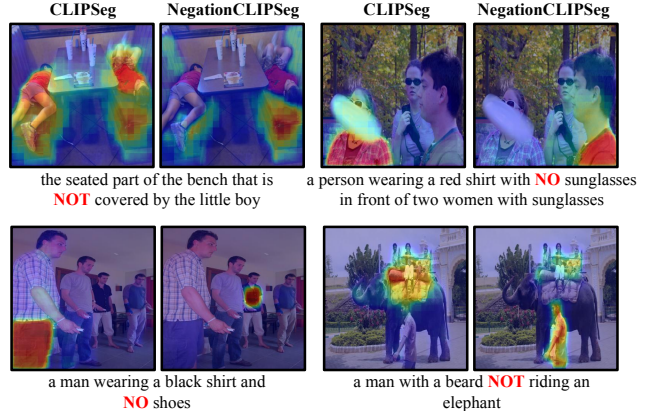 CLIPSeg NegationCLIPSeg CLIPSeg NegationCLIPSeg
the seated part of the bench that is
NOT covered by the little boy
a person wearing a red shirt with NO sunglasses
in front of two women with sunglasses
a man wearing a black shirt and
NO shoes
a man with a beard NOT riding an
elephant